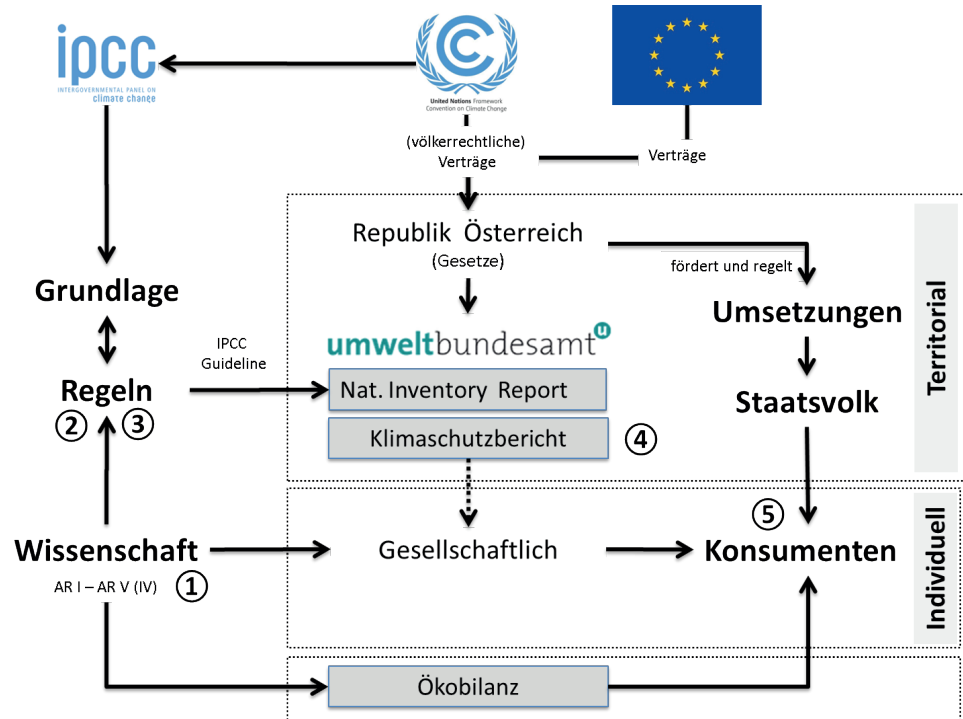 ipcc
INTERGOVERNMENTAL PANEL ON
climate change
United Nations Framework
Convention on Climate Change
(völkerrechtliche)
Verträge
Verträge
Republik Österreich
(Gesetze)
fördert und regelt
Grundlage
Umsetzungen
umweltbundesamt u
IPCC
Guideline
Regeln
Nat. Inventory Report
Staatsvolk
Territorial
2 3
Klimaschutzbericht
4
5
Wissenschaft
Gesellschaftlich
Konsumenten
AR I – AR V (IV)
1
Individuell
Ökobilanz